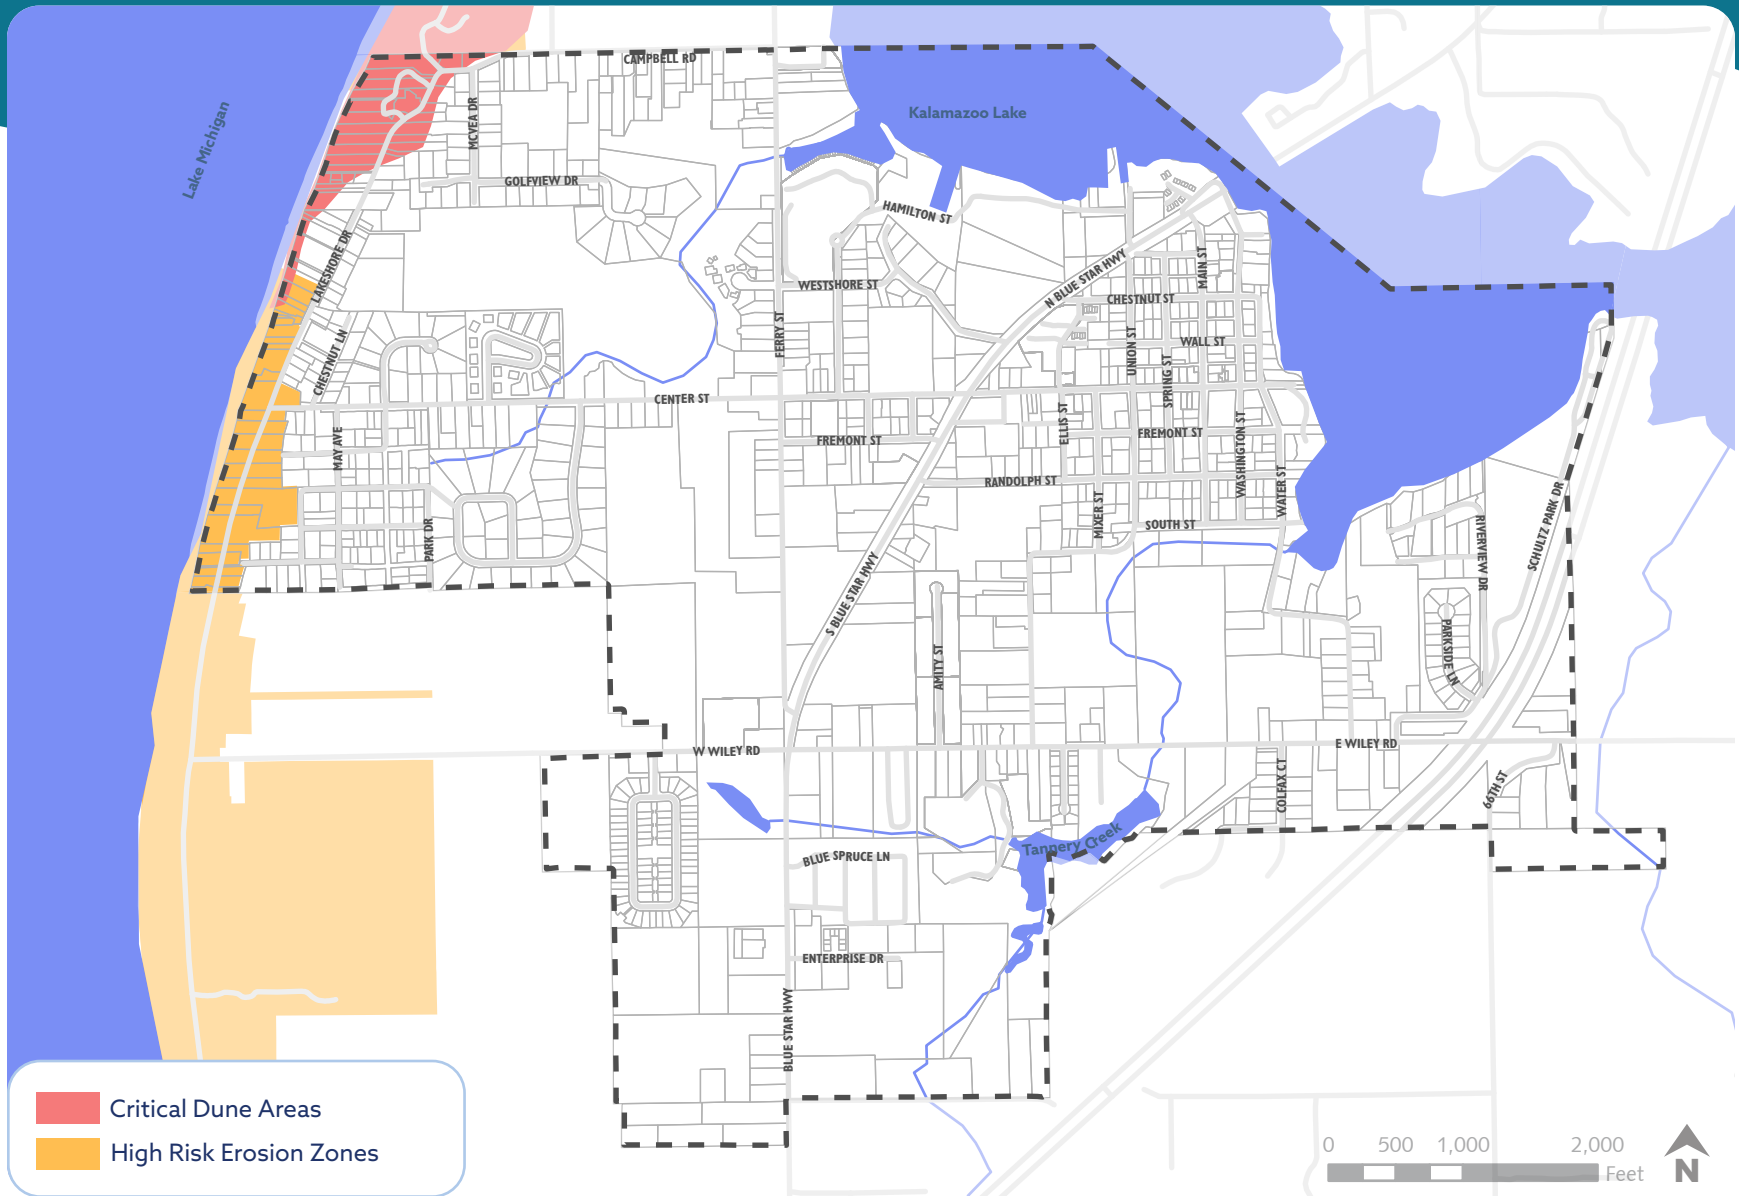 CAMPBELL RD
Lake Michigan
Kalamazoo Lake
MCVEA DR
GOLFVIEW DR
HAMILTON ST
LAKESHORE DR
N BLUE STAR HWY
MAIN ST
WESTSHORE ST
CHESTNUT ST
FERRY ST
UNION ST
WALL ST
CHESTNUT LN
SPRING ST
CENTER ST
ELLIS ST
WASHINGTON ST
MAY AVE
FREMONT ST
FREMONT ST
RANDOLPH ST
WATER ST
MIXER ST
SOUTH ST
PARK DR
SCHULTZ PARK DR
RIVERVIEW DR
S BLUE STAR HWY
PARKSIDE LN
AMITY ST
W WILEY RD
E WILEY RD
COLFAX CT
66TH ST
Tannery Creek
BLUE SPRUCE LN
ENTERPRISE DR
BLUE STAR HWY
Critical Dune Areas
High Risk Erosion Zones
0 500 1,000 2,000
Feet
N